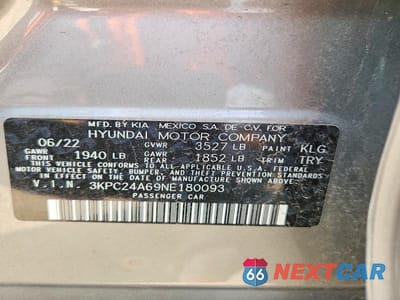 MFD. BY KIA MEXICO S.A. DE C.V. FOR
HYUNDAI MOTOR COMPANY
06/22 GVWR 3527 LB PAINT KLG
GAWR FRONT 1940 LB GAWR REAR 1852 LB TRIM TRY
THIS VEHICLE CONFORMS TO ALL APPLICABLE U.S. FEDERAL
MOTOR VEHICLE SAFETY, BUMPER, AND THEFT PREVENTION
STANDARDS IN EFFECT ON THE DATE OF MANUFACTURE SHOWN ABOVE.
V.I.N. 3KPC24A69NE180093
PASSENGER CAR
66 NEXTCAR